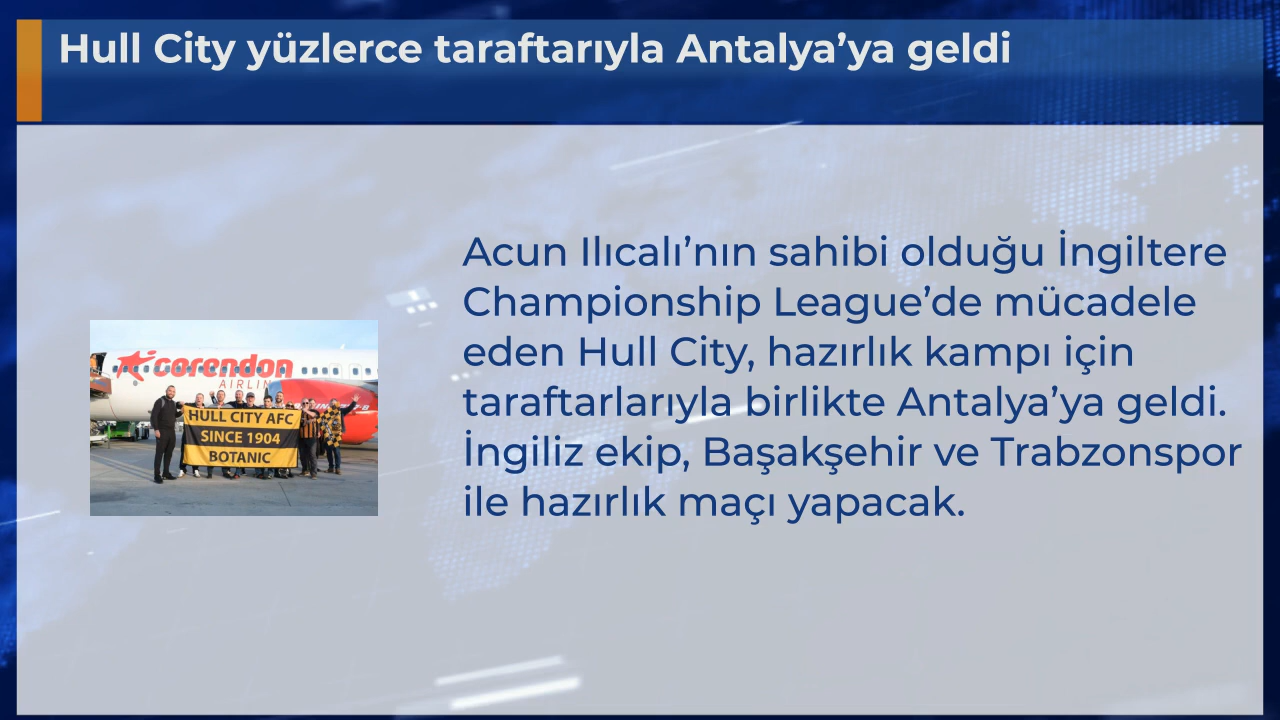 Hull City yüzlerce taraftarıyla Antalya’ya geldi
Acun Ilıcalı’nın sahibi olduğu İngiltere
Championship League’de mücadele
eden Hull City, hazırlık kampı için
taraftarlarıyla birlikte Antalya’ya geldi.
İngiliz ekip, Başakşehir ve Trabzonspor
ile hazırlık maçı yapacak.
corendon
AIRLIN
HULL CITY AFC
SINCE 1904
BOTANIC